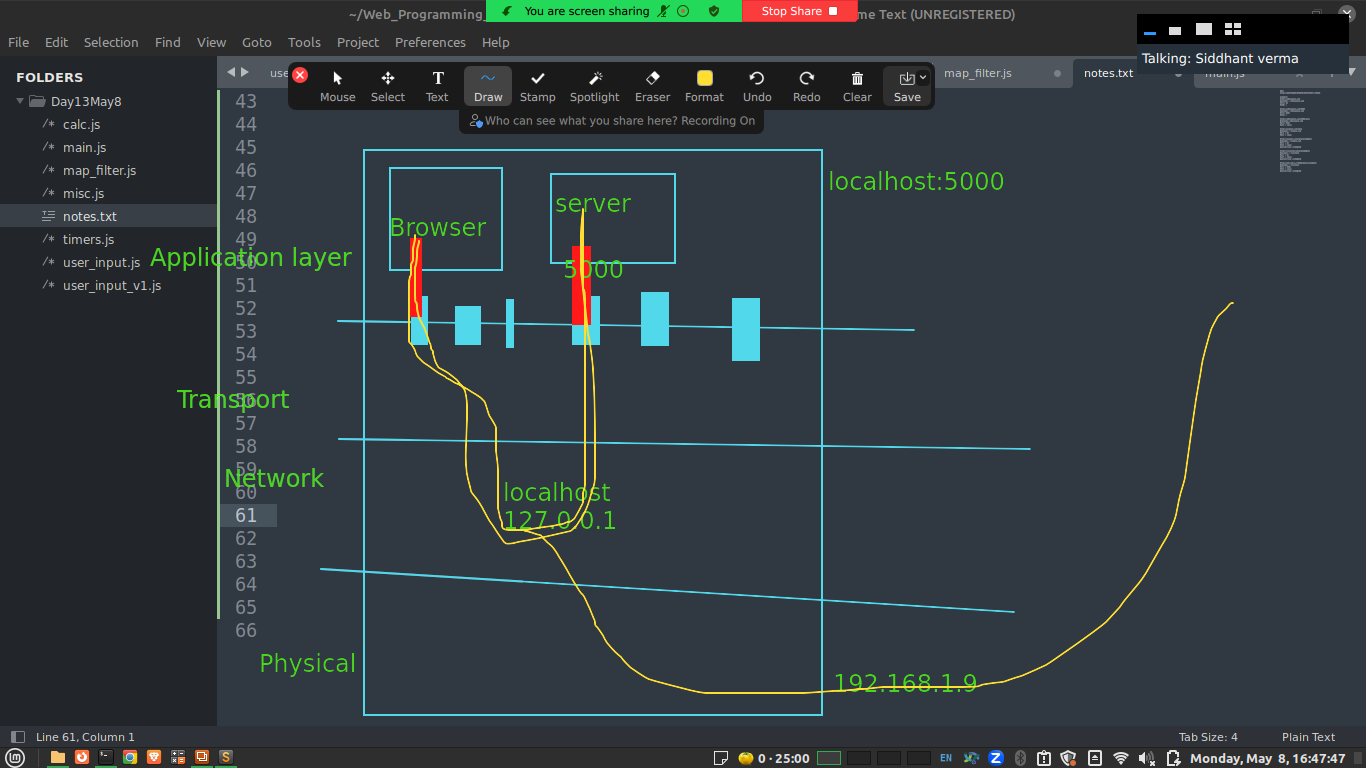 ~/Web_Programming_
You are screen sharing
Stop Share
me Text (UNREGISTERED)
File Edit Selection Find View Goto Tools Project Preferences Help
Talking: Siddhant verma
FOLDERS
Day13May8
/* calc.js
/* main.js
/* map_filter.js
/* misc.js
notes.txt
/* timers.js
/* user_input.js
/* user_input_v1.js
map_filter.js
notes.txt
main.js
Mouse Select Text Draw Stamp Spotlight Eraser Format Undo Redo Clear Save
Who can see what you share here? Recording On
43
44
45
46
47
48
49
50
51
52
53
54
55
56
57
58
59
60
61
62
63
64
65
66
localhost:5000
server
Browser
Application layer
5000
Transport
Network
localhost
127.0.0.1
Physical
192.168.1.9
Line 61, Column 1
Tab Size: 4
Plain Text
0 · 25:00
EN
Monday, May 8, 16:47:47